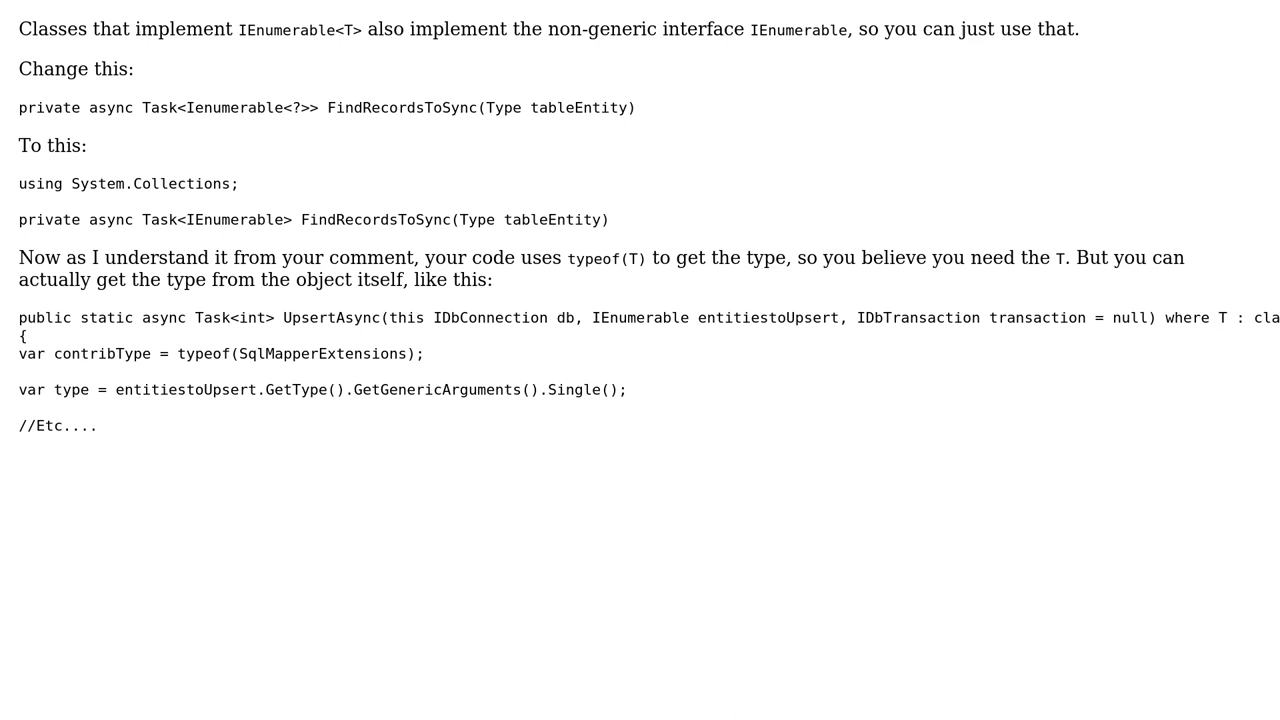 Classes that implement IEnumerable<T> also implement the non-generic interface IEnumerable, so you can just use that.
Change this:
private async Task<Ienumerable<?>> FindRecordsToSync(Type tableEntity)
To this:
using System.Collections;
private async Task<IEnumerable> FindRecordsToSync(Type tableEntity)
Now as I understand it from your comment, your code uses typeof(T) to get the type, so you believe you need the T. But you can
actually get the type from the object itself, like this:
public static async Task<int> UpsertAsync(this IDbConnection db, IEnumerable entitiestoUpsert, IDbTransaction transaction = null) where T : cla
{
var contribType = typeof(SqlMapperExtensions);
var type = entitiestoUpsert.GetType().GetGenericArguments().Single();
//Etc....